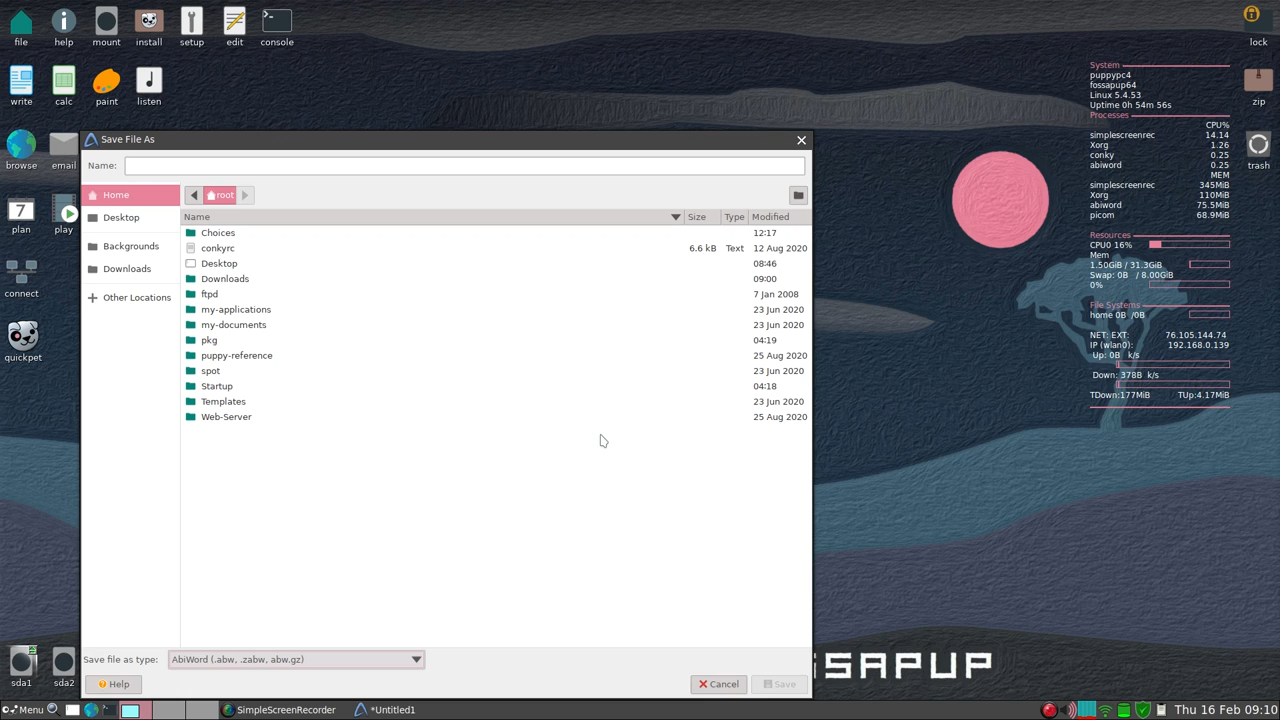 file
help
mount
install
setup
edit
console
lock
write
calc
paint
listen
zip
browse
email
trash
plan
play
connect
quickpet
sda1
sda2
System
puppypc4
fossapup64
Linux 5.4.53
Uptime 0h 54m 56s
Processes
CPU%
simplescreenrec 14.14
Xorg 1.26
conky 0.25
abiword 0.25
MEM
simplescreenrec 345MiB
Xorg 110MiB
abiword 75.5MiB
picom 68.9MiB
Resources
CPU0 16%
Mem
1.50GiB / 31.3GiB
Swap: 0B / 8.00GiB
0%
File Systems
home 0B /0B
NET: EXT: 76.105.144.74
IP (wlan0): 192.168.0.139
Up: 0B k/s
Down: 378B k/s
TDown:177MiB TUp:4.17MiB
Save File As
Name:
Home
Desktop
Backgrounds
Downloads
Other Locations
root
Name Size Type Modified
Choices 12:17
conkyrc 6.6 kB Text 12 Aug 2020
Desktop 08:46
Downloads 09:00
ftpd 7 Jan 2008
my-applications 23 Jun 2020
my-documents 23 Jun 2020
pkg 04:19
puppy-reference 25 Aug 2020
spot 23 Jun 2020
Startup 04:18
Templates 23 Jun 2020
Web-Server 25 Aug 2020
Save file as type: AbiWord (.abw, .zabw, abw.gz)
Help Cancel Save
SAPUP
Menu SimpleScreenRecorder *Untitled1 Thu 16 Feb 09:10